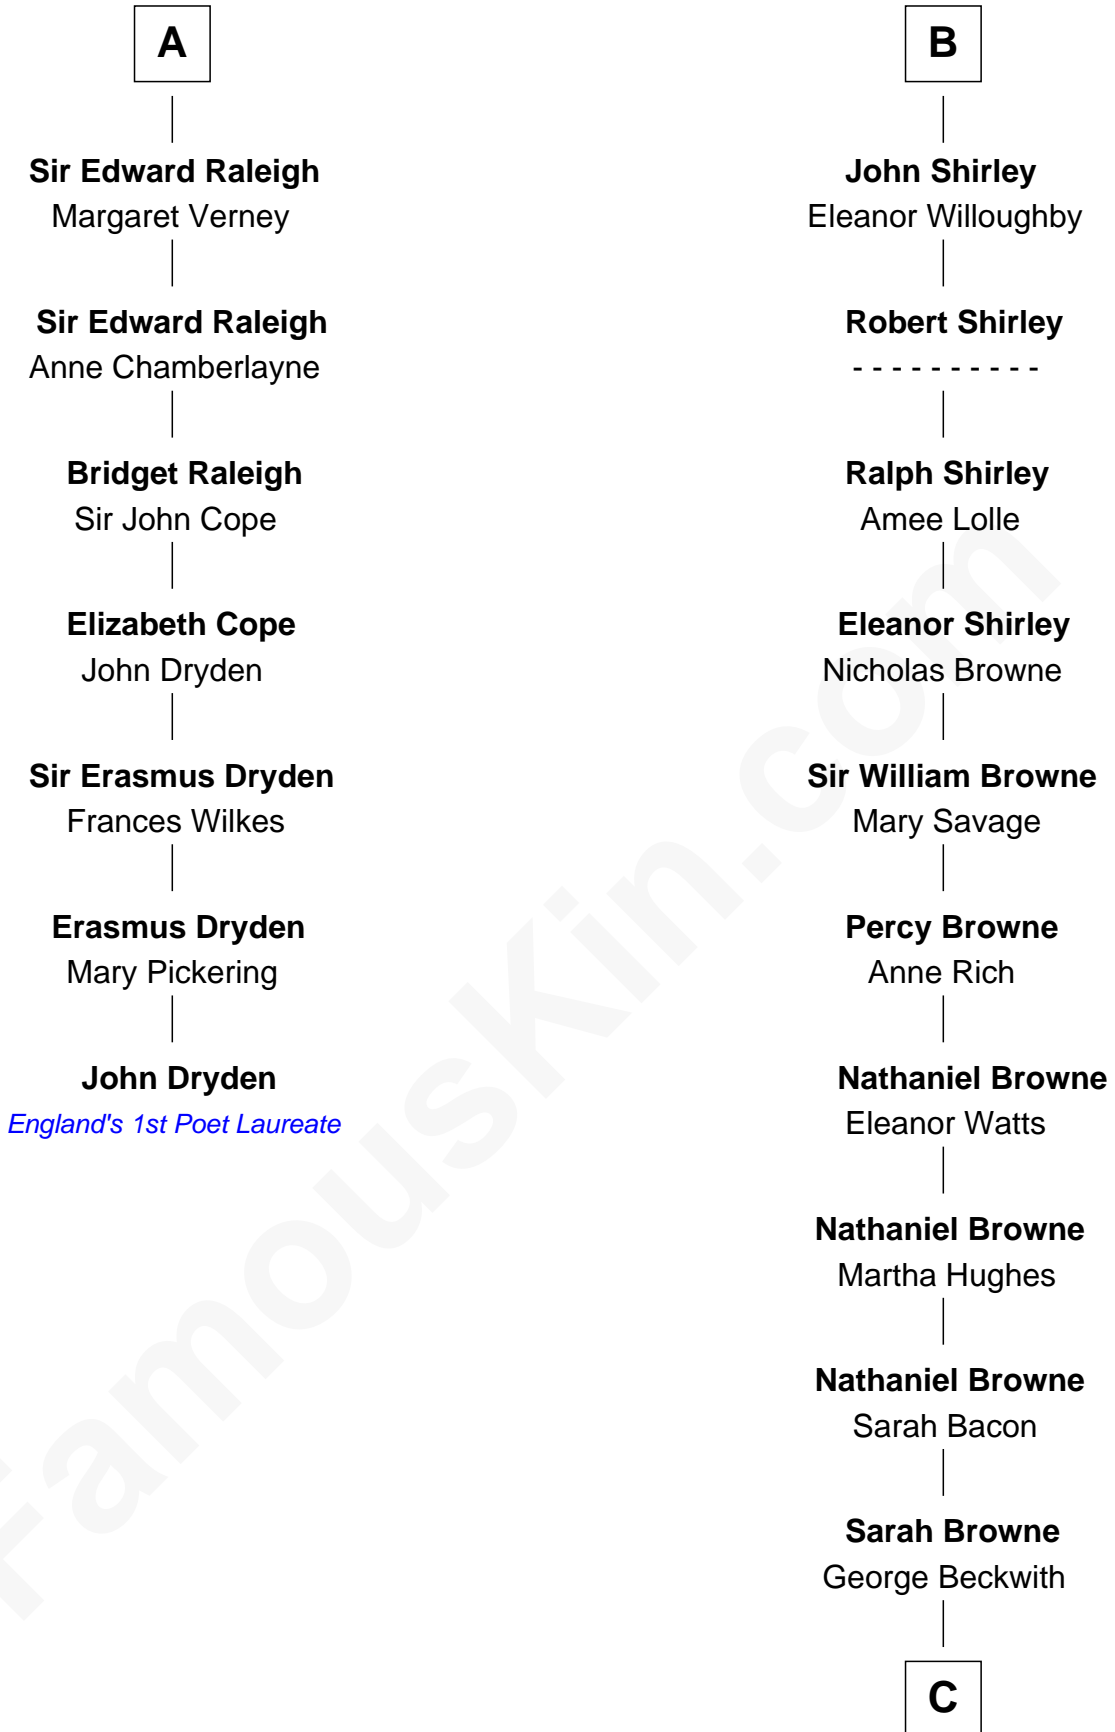 A
Sir Edward Raleigh
Margaret Verney
Sir Edward Raleigh
Anne Chamberlayne
Bridget Raleigh
Sir John Cope
Elizabeth Cope
John Dryden
Sir Erasmus Dryden
Frances Wilkes
Erasmus Dryden
Mary Pickering
John Dryden
England's 1st Poet Laureate
B
John Shirley
Eleanor Willoughby
Robert Shirley
- - - - - - - - - -
Ralph Shirley
Amee Lolle
Eleanor Shirley
Nicholas Browne
Sir William Browne
Mary Savage
Percy Browne
Anne Rich
Nathaniel Browne
Eleanor Watts
Nathaniel Browne
Martha Hughes
Nathaniel Browne
Sarah Bacon
Sarah Browne
George Beckwith
C
FamousKin.com